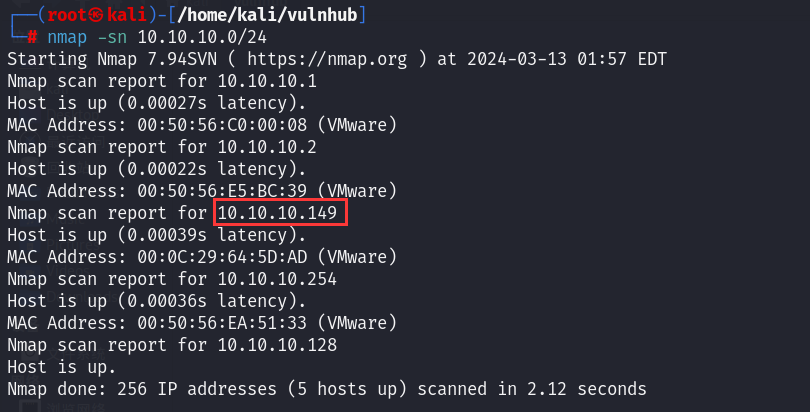 ┌──(root㉿kali)-[/home/kali/vulnhub]
└─# nmap -sn 10.10.10.0/24
Starting Nmap 7.94SVN ( https://nmap.org ) at 2024-03-13 01:57 EDT
Nmap scan report for 10.10.10.1
Host is up (0.00027s latency).
MAC Address: 00:50:56:C0:00:08 (VMware)
Nmap scan report for 10.10.10.2
Host is up (0.00022s latency).
MAC Address: 00:50:56:E5:BC:39 (VMware)
Nmap scan report for 10.10.10.149
Host is up (0.00039s latency).
MAC Address: 00:0C:29:64:5D:AD (VMware)
Nmap scan report for 10.10.10.254
Host is up (0.00036s latency).
MAC Address: 00:50:56:EA:51:33 (VMware)
Nmap scan report for 10.10.10.128
Host is up.
Nmap done: 256 IP addresses (5 hosts up) scanned in 2.12 seconds